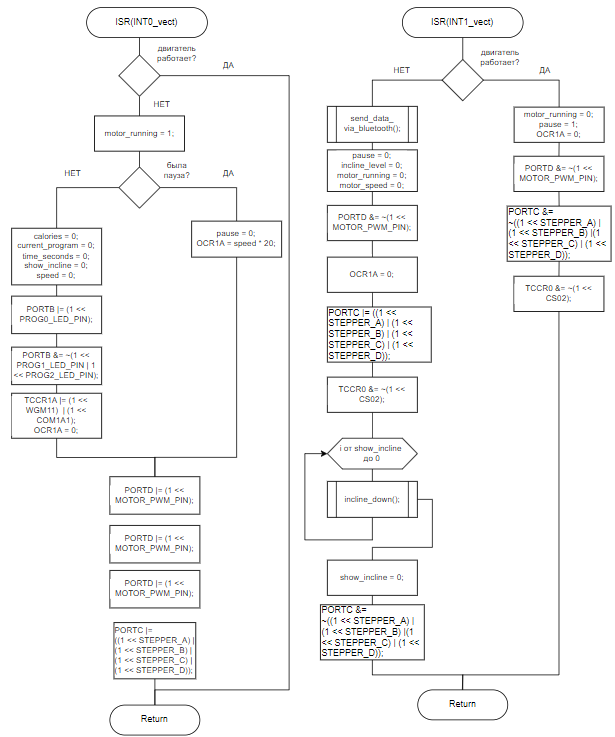 ISR(INT0_vect)
двигатель
работает?
ДА
НЕТ
motor_running = 1;
была
пауза?
НЕТ
ДА
calories = 0;
current_program = 0;
time_seconds = 0;
show_incline = 0;
speed = 0;
pause = 0;
OCR1A = speed * 20;
PORTB |= (1 <<
PROG0_LED_PIN);
PORTB &= ~(1 <<
PROG1_LED_PIN | 1
<< PROG2_LED_PIN);
TCCR1A |= (1 <<
WGM11) | (1 <<
COM1A1);
OCR1A = 0;
PORTD |= (1 <<
MOTOR_PWM_PIN);
PORTD |= (1 <<
MOTOR_PWM_PIN);
PORTD |= (1 <<
MOTOR_PWM_PIN);
PORTC |=
((1 << STEPPER_A) |
(1 << STEPPER_B) |
(1 << STEPPER_C) |
(1 << STEPPER_D));
Return
ISR(INT1_vect)
двигатель
работает?
НЕТ
ДА
send_data_
via_bluetooth();
pause = 0;
incline_level = 0;
motor_running = 0;
motor_speed = 0;
PORTD &= ~(1 <<
MOTOR_PWM_PIN);
OCR1A = 0;
PORTC |= ((1 <<
STEPPER_A) | (1 <<
STEPPER_B) | (1 <<
STEPPER_C) | (1 <<
STEPPER_D));
TCCR0 &= ~(1 <<
CS02);
i от show_incline
до 0
incline_down();
show_incline = 0;
PORTC &=
~((1 << STEPPER_A) |
(1 << STEPPER_B) |(1
<< STEPPER_C) | (1 <<
STEPPER_D));
motor_running = 0;
pause = 1;
OCR1A = 0;
PORTD &= ~(1 <<
MOTOR_PWM_PIN);
PORTC &=
~((1 << STEPPER_A) |
(1 << STEPPER_B) |(1
<< STEPPER_C) | (1 <<
STEPPER_D));
TCCR0 &= ~(1 <<
CS02);
Return